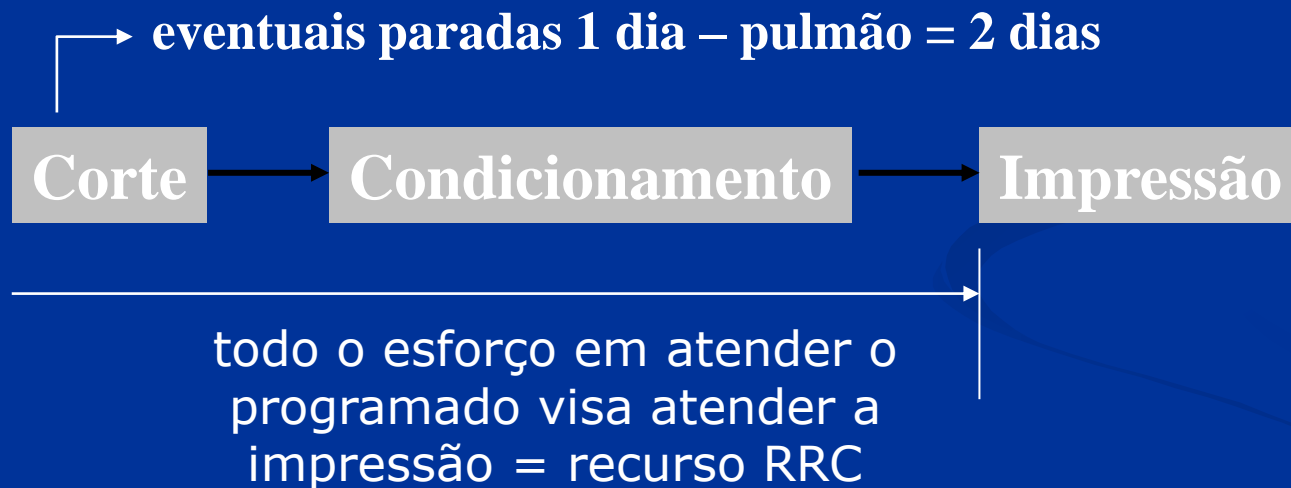 eventuais paradas 1 dia – pulmão = 2 dias
Corte
Condicionamento
Impressão
todo o esforço em atender o
programado visa atender a
impressão = recurso RRC